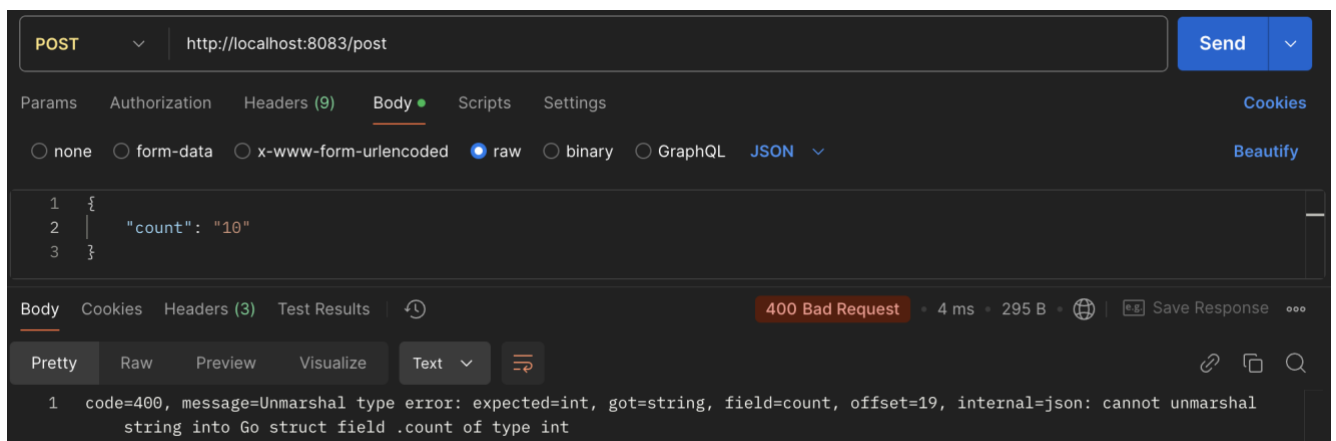 POST http://localhost:8083/post Send
Params Authorization Headers (9) Body Scripts Settings Cookies
none form-data x-www-form-urlencoded raw binary GraphQL JSON Beautify
1 {
2 "count": "10"
3 }
Body Cookies Headers (3) Test Results 400 Bad Request • 4 ms • 295 B • e.g. Save Response
Pretty Raw Preview Visualize Text
1 code=400, message=Unmarshal type error: expected=int, got=string, field=count, offset=19, internal=json: cannot unmarshal
string into Go struct field .count of type int